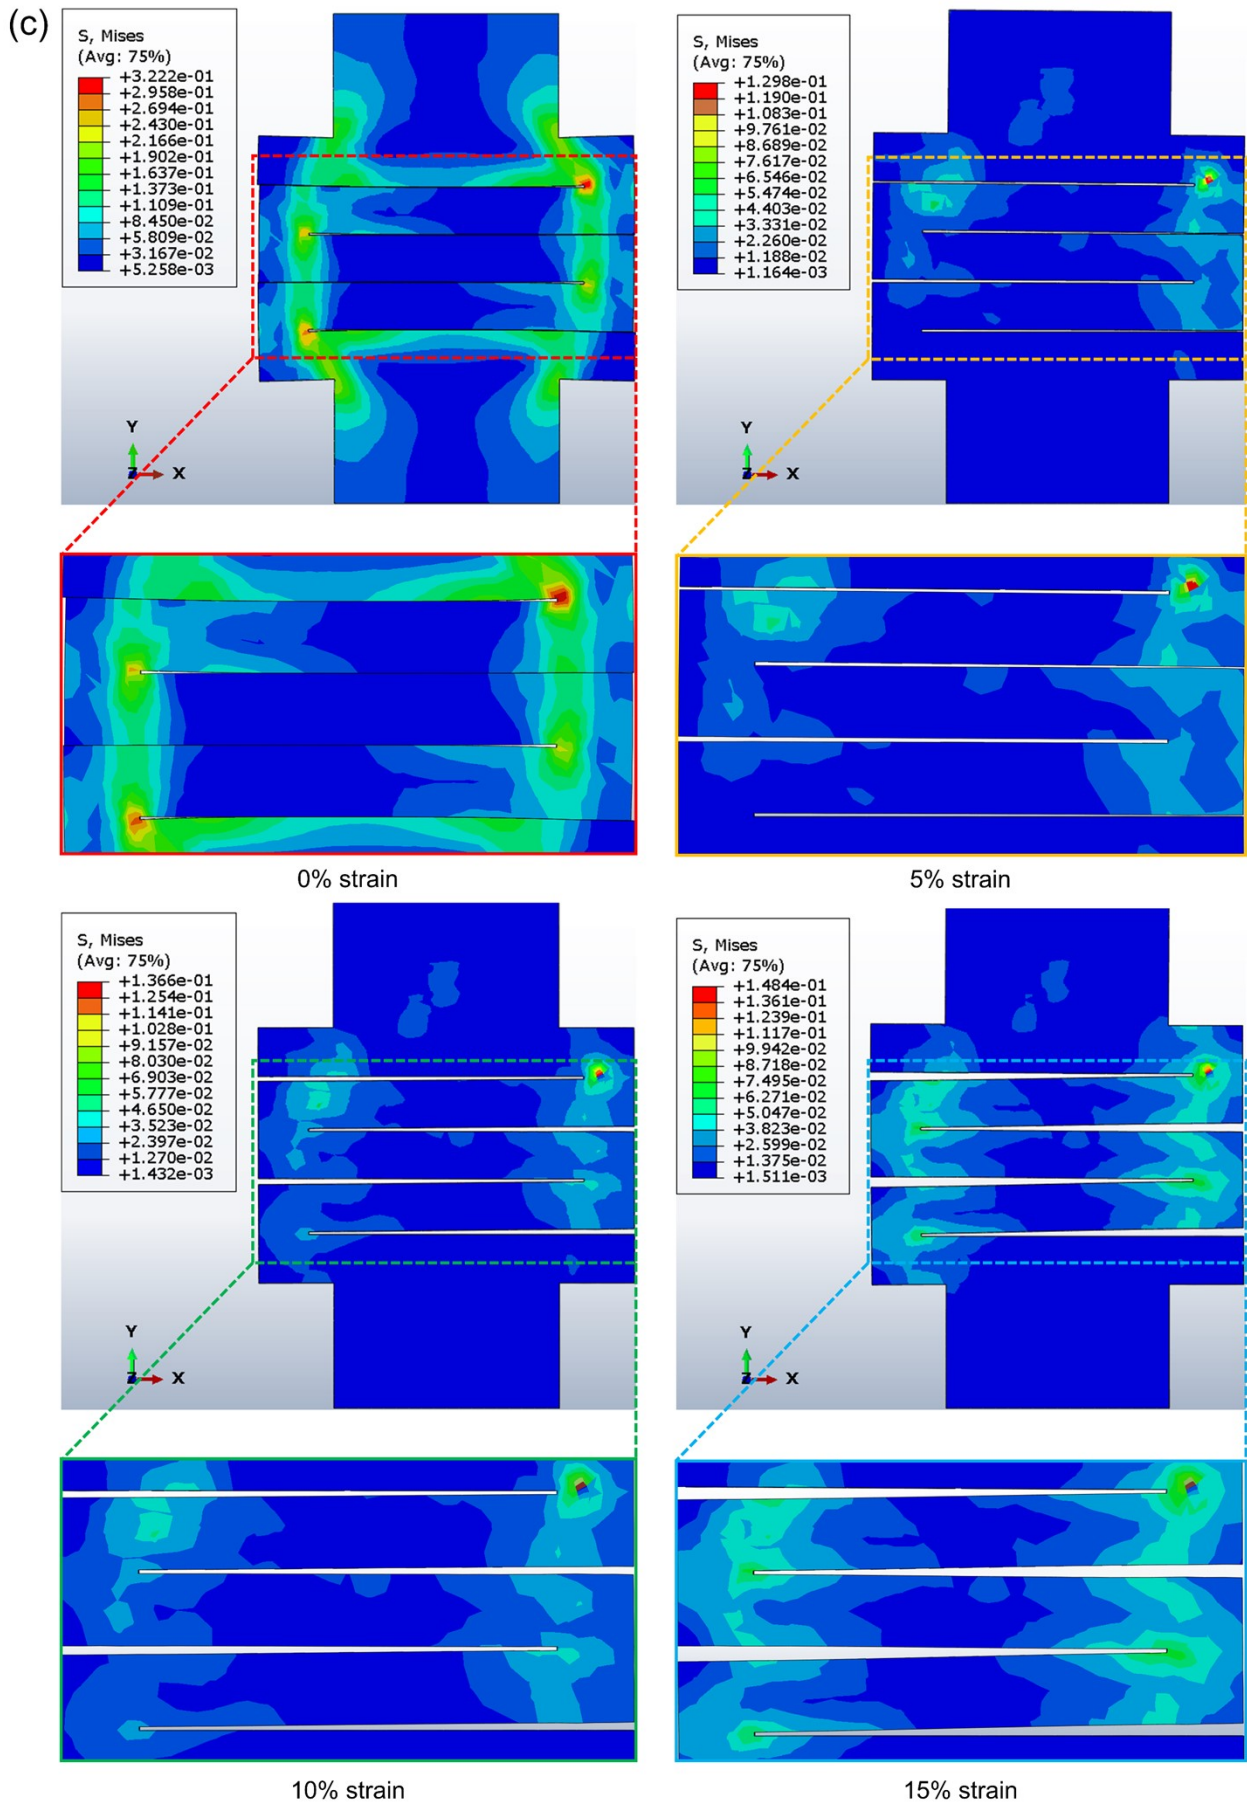 (c)
S, Mises
(Avg: 75%)
+3.222e-01
+2.958e-01
+2.694e-01
+2.430e-01
+2.166e-01
+1.902e-01
+1.637e-01
+1.373e-01
+1.109e-01
+8.450e-02
+5.809e-02
+3.167e-02
+5.258e-03
Y
Z
X
S, Mises
(Avg: 75%)
+1.298e-01
+1.190e-01
+1.083e-01
+9.761e-02
+8.689e-02
+7.617e-02
+6.546e-02
+5.474e-02
+4.403e-02
+3.331e-02
+2.260e-02
+1.188e-02
+1.164e-03
Y
Z
X
0% strain
5% strain
S, Mises
(Avg: 75%)
+1.366e-01
+1.254e-01
+1.141e-01
+1.028e-01
+9.157e-02
+8.030e-02
+6.903e-02
+5.777e-02
+4.650e-02
+3.523e-02
+2.397e-02
+1.270e-02
+1.432e-03
Y
Z
X
S, Mises
(Avg: 75%)
+1.484e-01
+1.361e-01
+1.239e-01
+1.117e-01
+9.942e-02
+8.718e-02
+7.495e-02
+6.271e-02
+5.047e-02
+3.823e-02
+2.599e-02
+1.375e-02
+1.511e-03
Y
Z
X
10% strain
15% strain